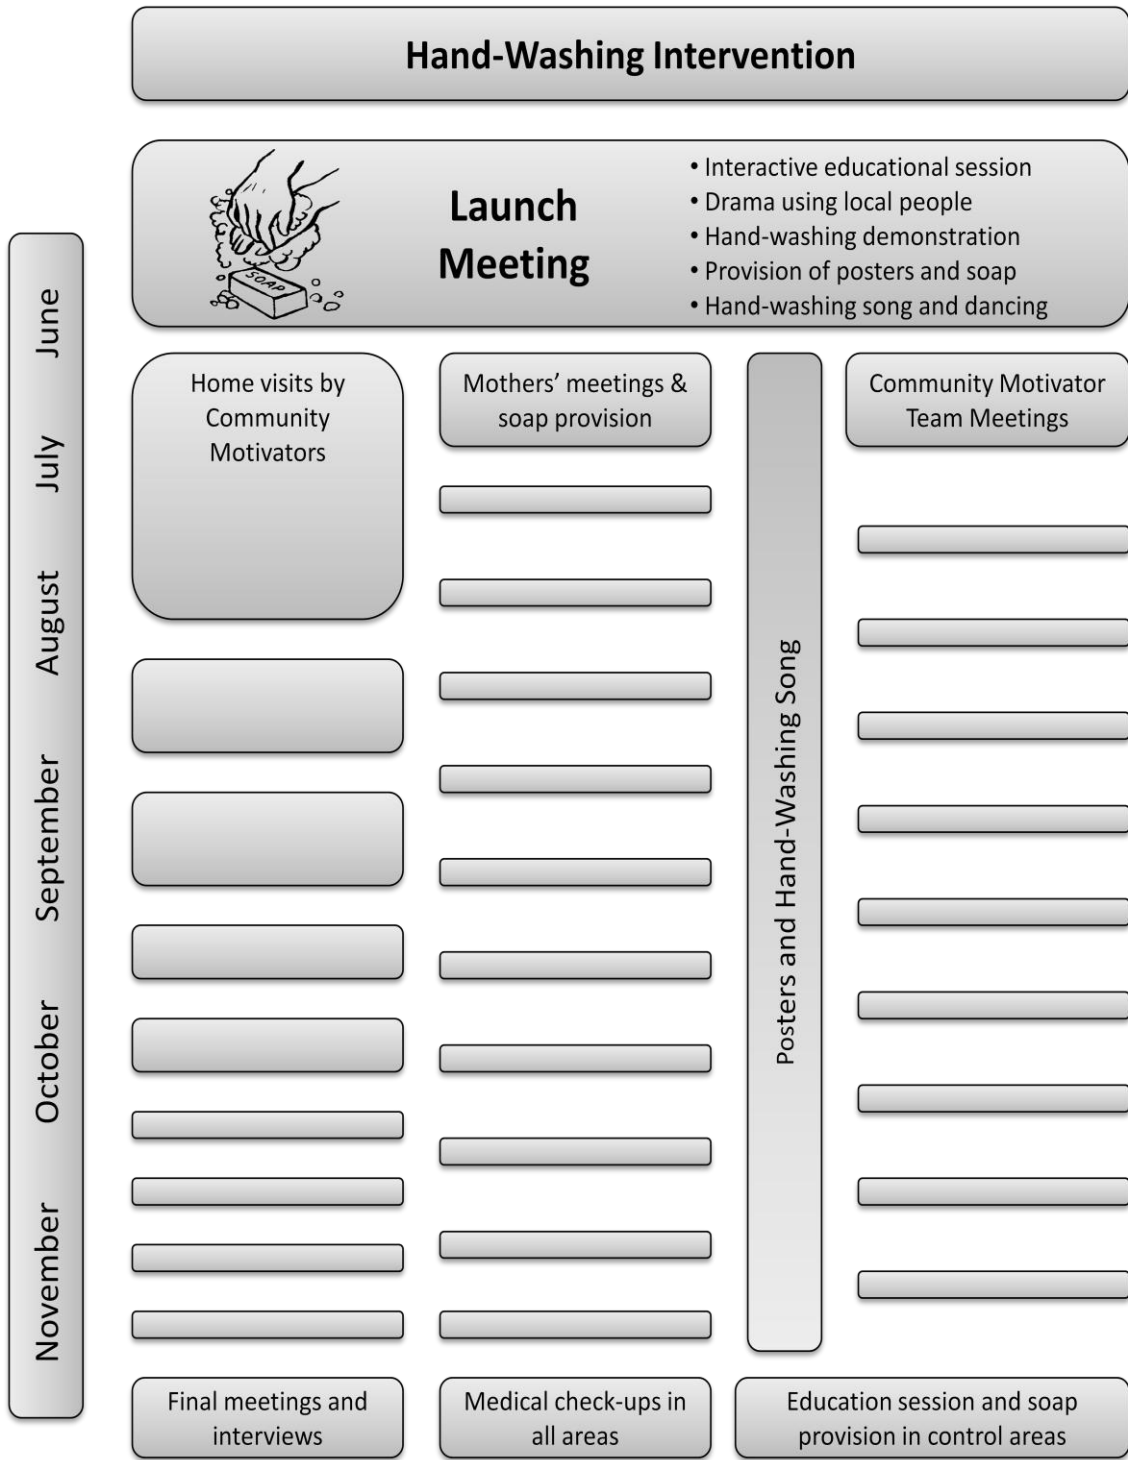 Hand-Washing Intervention
SOAP
Launch
Meeting
• Interactive educational session
• Drama using local people
• Hand-washing demonstration
• Provision of posters and soap
• Hand-washing song and dancing
June
July
August
September
October
November
Home visits by
Community
Motivators
Mothers’ meetings &
soap provision
Posters and Hand-Washing Song
Community Motivator
Team Meetings
Final meetings and
interviews
Medical check-ups in
all areas
Education session and soap
provision in control areas